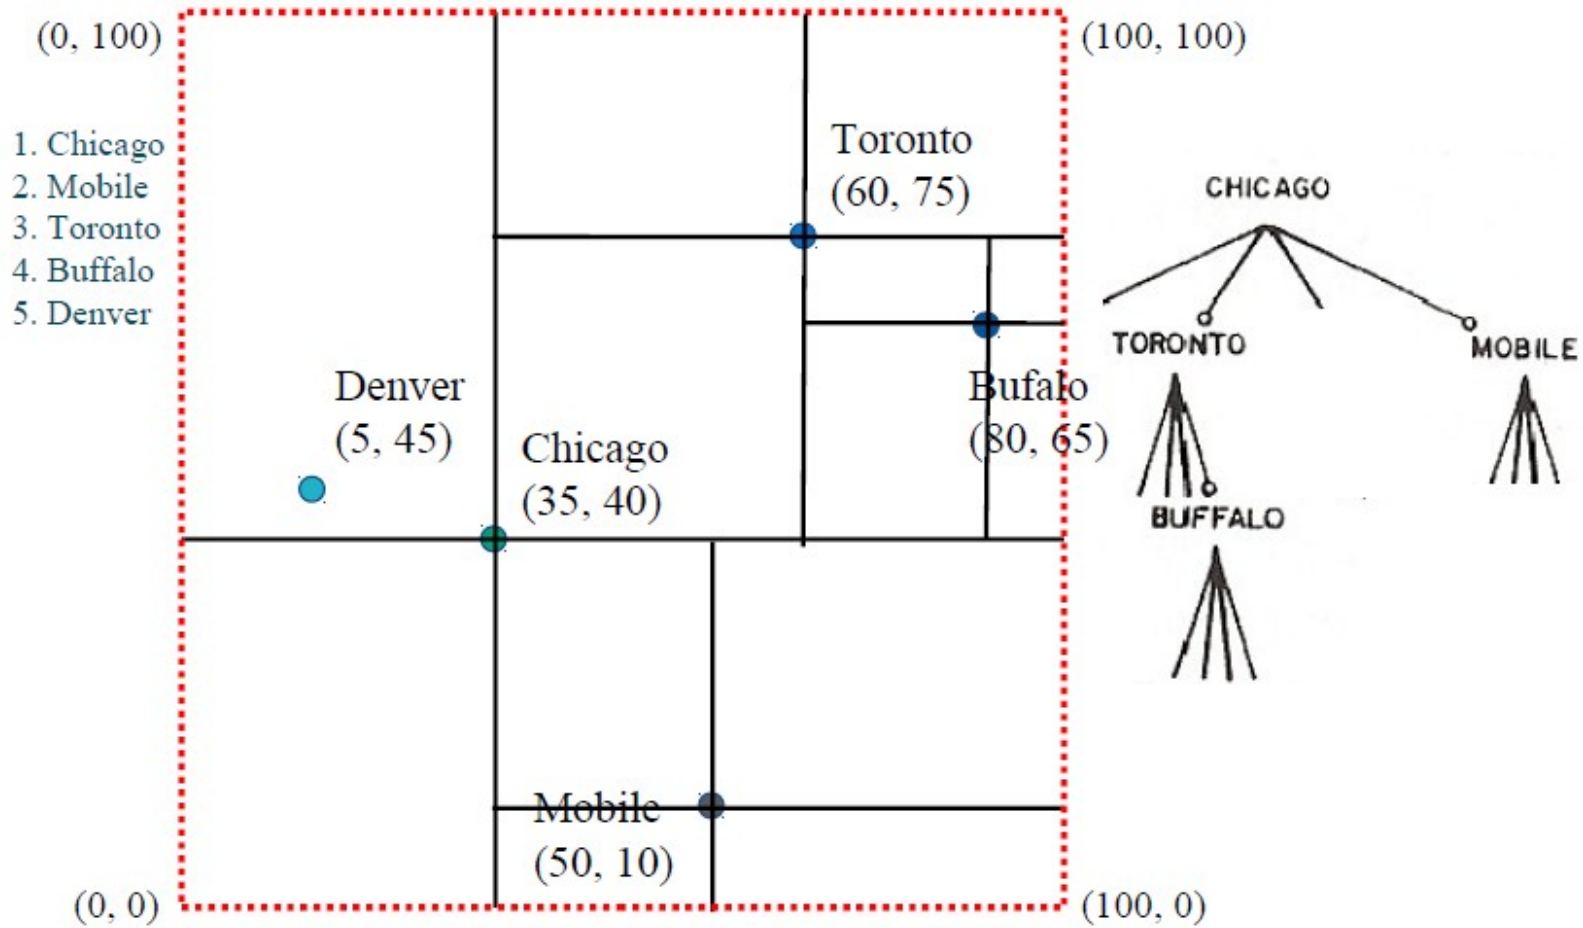 (0, 100)
(100, 100)
1. Chicago
2. Mobile
3. Toronto
4. Buffalo
5. Denver
Toronto
(60, 75)
Denver
(5, 45)
Chicago
(35, 40)
Bufalo
(80, 65)
Mobile
(50, 10)
(0, 0)
(100, 0)
CHICAGO
TORONTO
MOBILE
BUFFALO